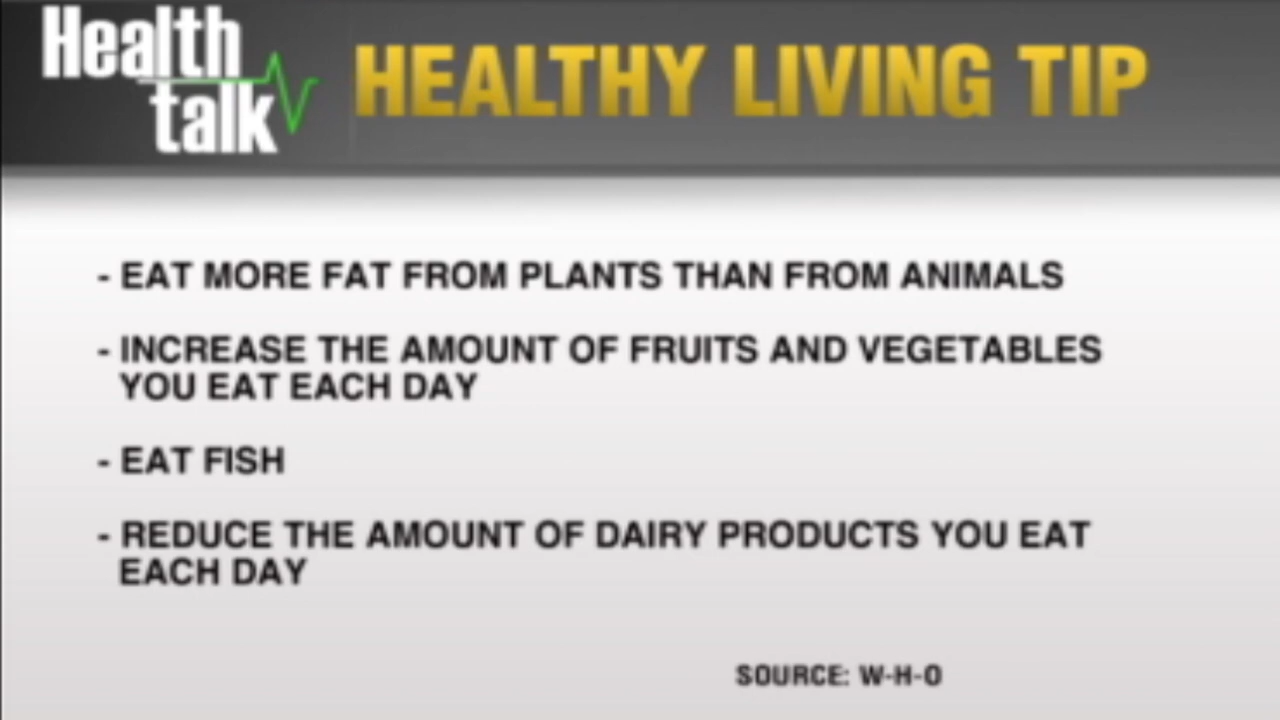 Health
talk
HEALTHY LIVING TIP
- EAT MORE FAT FROM PLANTS THAN FROM ANIMALS
- INCREASE THE AMOUNT OF FRUITS AND VEGETABLES
YOU EAT EACH DAY
- EAT FISH
- REDUCE THE AMOUNT OF DAIRY PRODUCTS YOU EAT
EACH DAY
SOURCE: W-H-O